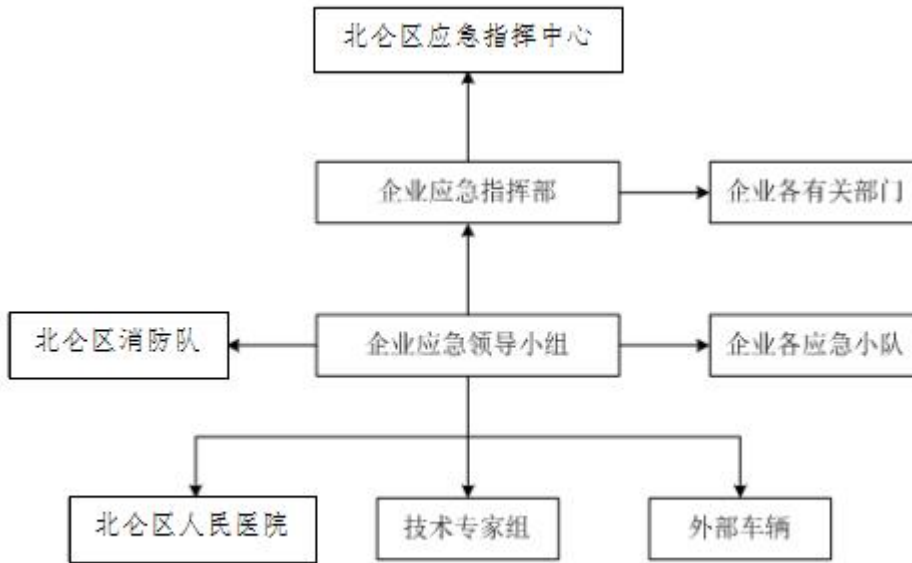 北仑区应急指挥中心
企业应急指挥部
企业各有关部门
北仑区消防队
企业应急领导小组
企业各应急小队
北仑区人民医院
技术专家组
外部车辆